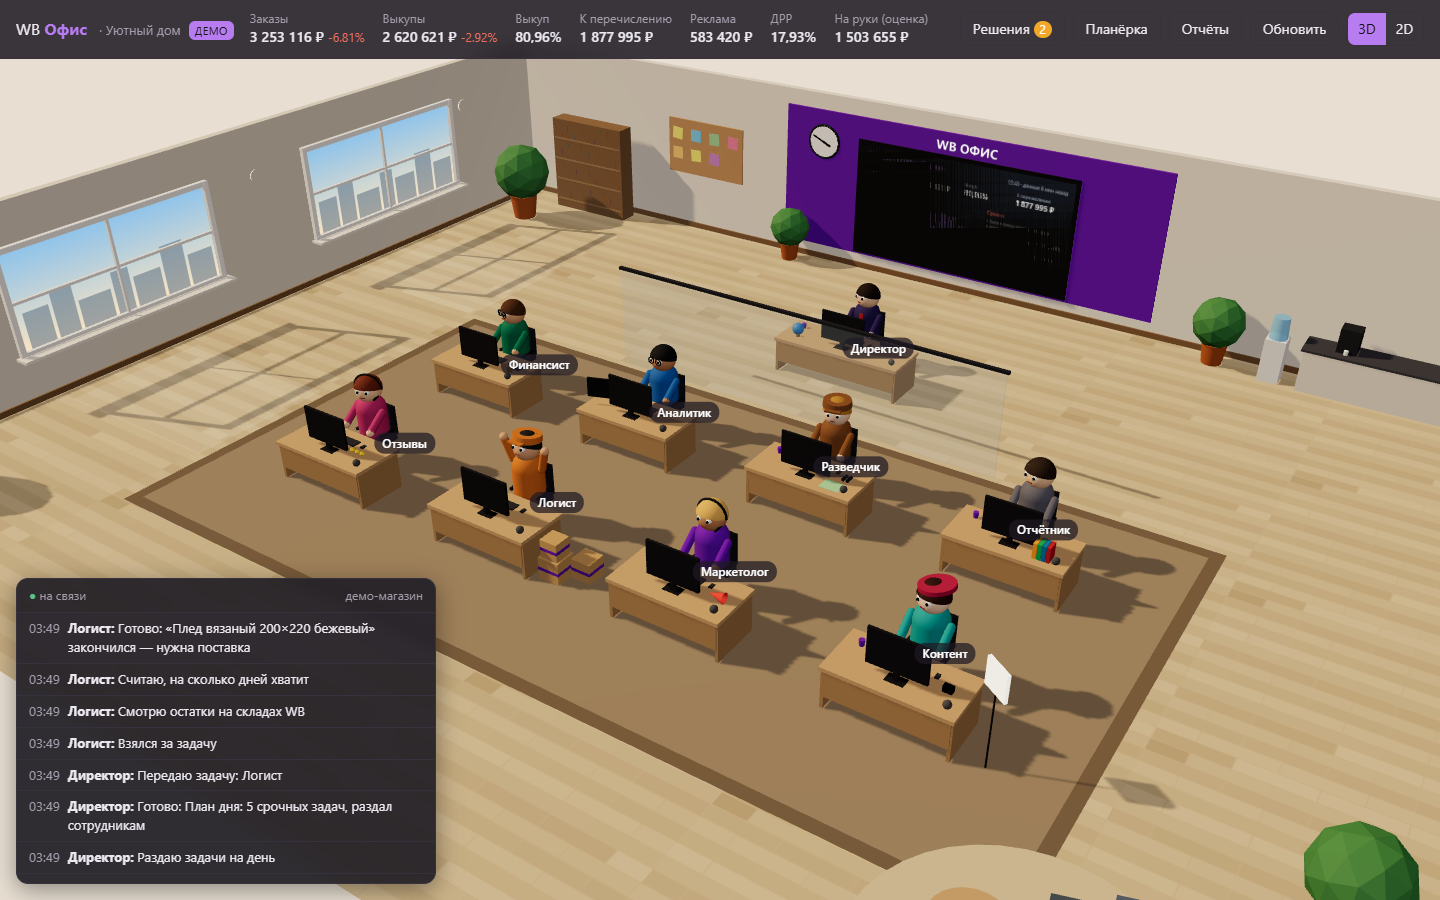 WB Офис · Уютный дом ДЕМО
Заказы
3 253 116 ₽ -6.81%
Выкупы
2 620 621 ₽ -2.92%
Выкуп
80,96%
К перечислению
1 877 995 ₽
Реклама
583 420 ₽
ДРР
17,93%
На руки (оценка)
1 503 655 ₽
Решения 2
Планёрка
Отчёты
Обновить
3D 2D
WB ОФИС
1 877 995 ₽
Директор
Финансист
Аналитик
Отзывы
Разведчик
Логист
Отчётник
Маркетолог
Контент
на связи
демо-магазин
03:49 Логист: Готово: «Плед вязаный 200×220 бежевый»
закончился — нужна поставка
03:49 Логист: Считаю, на сколько дней хватит
03:49 Логист: Смотрю остатки на складах WB
03:49 Логист: Взялся за задачу
03:49 Директор: Передаю задачу: Логист
03:49 Директор: Готово: План дня: 5 срочных задач, раздал
сотрудникам
03:49 Директор: Раздаю задачи на день